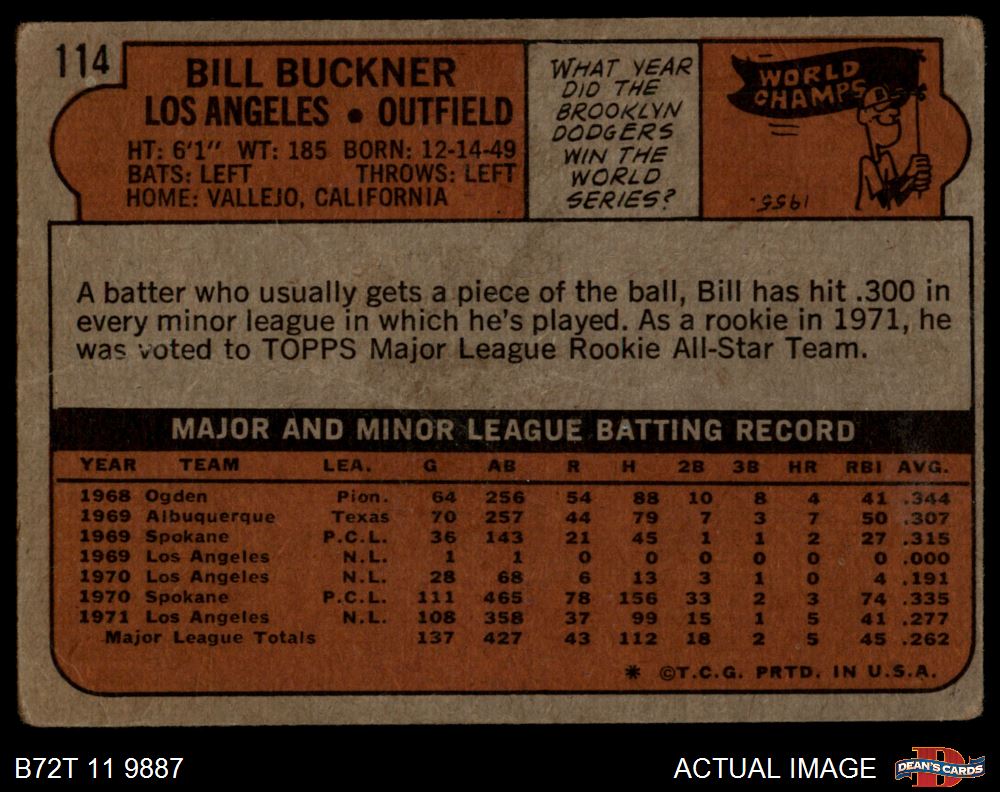 114
BILL BUCKNER
LOS ANGELES • OUTFIELD
HT: 6'1" WT: 185 BORN: 12-14-49
BATS: LEFT THROWS: LEFT
HOME: VALLEJO, CALIFORNIA
WHAT YEAR
DID THE
BROOKLYN
DODGERS
WIN THE
WORLD
SERIES?
WORLD
CHAMPS
1955.
A batter who usually gets a piece of the ball, Bill has hit .300 in
every minor league in which he's played. As a rookie in 1971, he
was voted to TOPPS Major League Rookie All-Star Team.
MAJOR AND MINOR LEAGUE BATTING RECORD
YEAR TEAM LEA. G AB R H 2B 3B HR RBI AVG.
1968 Ogden Pion. 64 256 54 88 10 8 4 41 .344
1969 Albuquerque Texas 70 257 44 79 7 3 7 50 .307
1969 Spokane P.C.L. 36 143 21 45 1 1 2 27 .315
1969 Los Angeles N.L. 1 1 0 0 0 0 0 0 .000
1970 Los Angeles N.L. 28 68 6 13 3 1 0 4 .191
1970 Spokane P.C.L. 111 465 78 156 33 2 3 74 .335
1971 Los Angeles N.L. 108 358 37 99 15 1 5 41 .277
Major League Totals 137 427 43 112 18 2 5 45 .262
* ©T.C.G. PRTD. IN U.S.A.
B72T 11 9887
ACTUAL IMAGE
DEAN'S CARDS